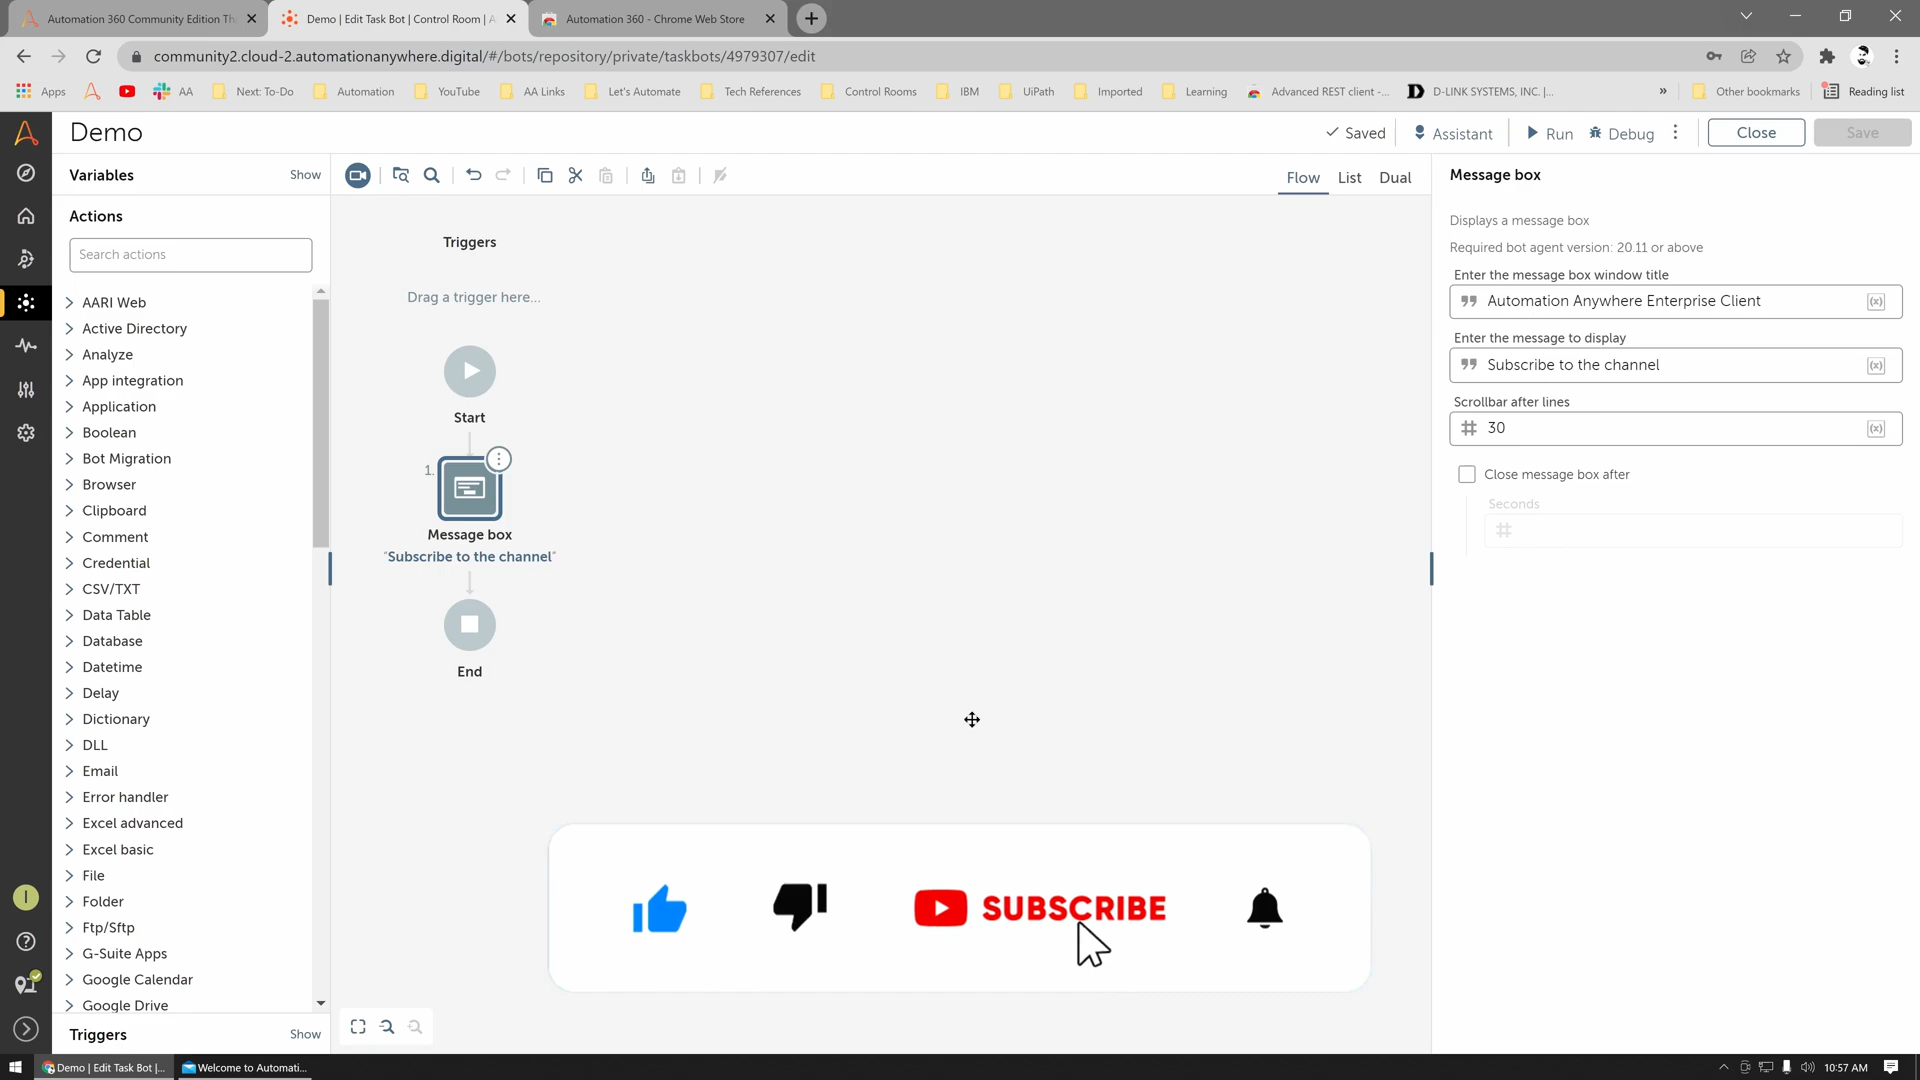 Automation 360 Community Edition Th
Demo | Edit Task Bot | Control Room | A
Automation 360 - Chrome Web Store
community2.cloud-2.automationanywhere.digital/#/bots/repository/private/taskbots/4979307/edit
Apps
AA
Next: To-Do
Automation
YouTube
AA Links
Let's Automate
Tech References
Control Rooms
IBM
UiPath
Imported
Learning
Advanced REST client -...
D-LINK SYSTEMS, INC. |...
»
Other bookmarks
Reading list
Demo
Saved
Assistant
Run
Debug
Close
Save
Variables
Show
Flow
List
Dual
Message box
Actions
Search actions
AARI Web
Active Directory
Analyze
App integration
Application
Boolean
Bot Migration
Browser
Clipboard
Comment
Credential
CSV/TXT
Data Table
Database
Datetime
Delay
Dictionary
DLL
Email
Error handler
Excel advanced
Excel basic
File
Folder
Ftp/Sftp
G-Suite Apps
Google Calendar
Google Drive
Triggers
Show
Triggers
Drag a trigger here...
Start
1.
Message box
“Subscribe to the channel”
End
Displays a message box
Required bot agent version: 20.11 or above
Enter the message box window title
Automation Anywhere Enterprise Client
(x)
Enter the message to display
Subscribe to the channel
(x)
Scrollbar after lines
30
(x)
Close message box after
Seconds
SUBSCRIBE
I
Demo | Edit Task Bot |...
Welcome to Automati...
10:57 AM